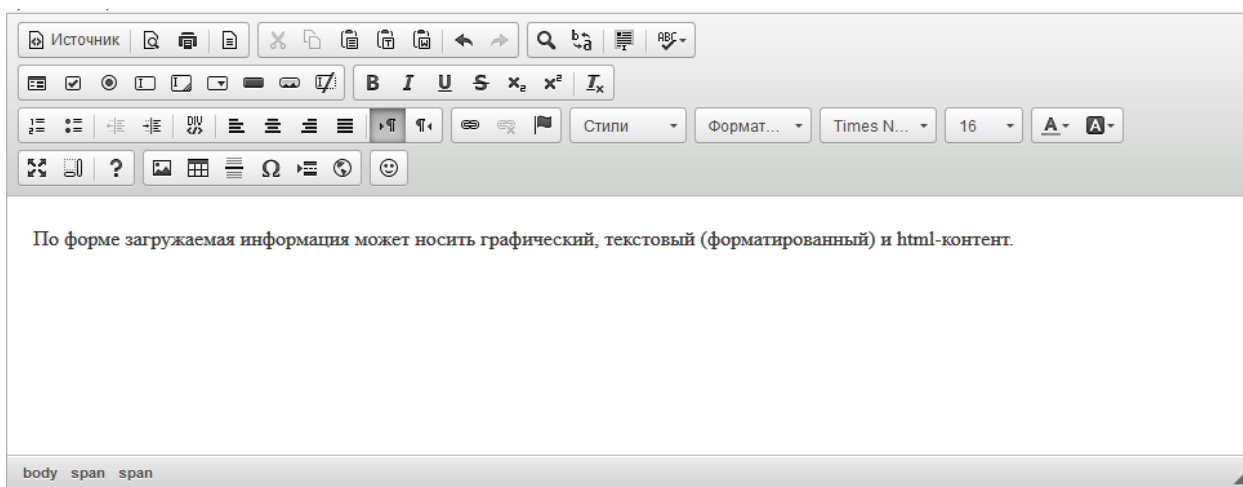 Источник
Стили
Формат...
Times N...
16
По форме загружаемая информация может носить графический, текстовый (форматированный) и html-контент.
body span span